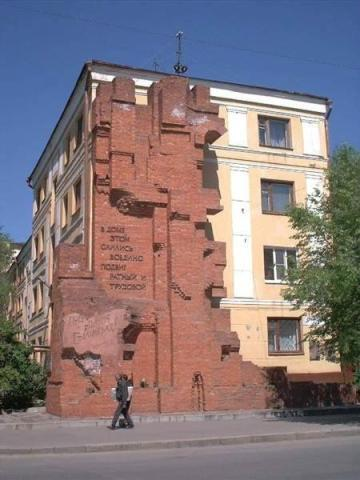 В ДОМЕ
ЭТОМ
СЛИЛИСЬ
ВОЕДИНО
ПОДВИГ
РАТНЫЙ И
ТРУДОВОЙ